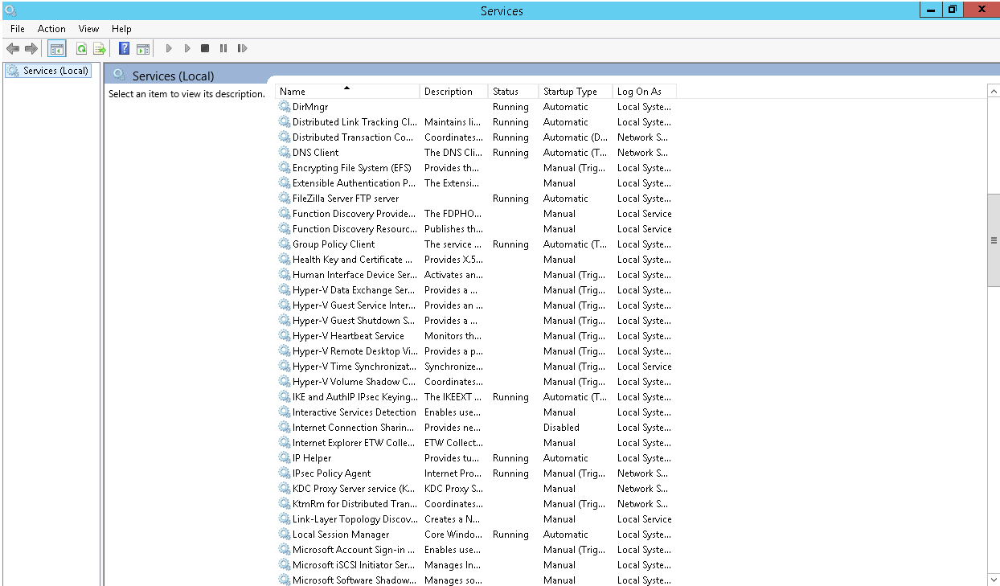 Services
File Action View Help
Services (Local)
Services (Local)
Select an item to view its description.
Name Description Status Startup Type Log On As
DirMngr Running Automatic Local Syste...
Distributed Link Tracking Cl... Maintains li... Running Automatic Local Syste...
Distributed Transaction Co... Coordinates... Running Automatic (D... Network S...
DNS Client The DNS Cli... Running Automatic (T... Network S...
Encrypting File System (EFS) Provides th... Manual (Trig... Local Syste...
Extensible Authentication P... The Extensi... Manual Local Syste...
FileZilla Server FTP server Running Automatic Local Syste...
Function Discovery Provide... The FDPHO... Manual Local Service
Function Discovery Resourc... Publishes th... Manual Local Service
Group Policy Client The service ... Running Automatic (T... Local Syste...
Health Key and Certificate ... Provides X.5... Manual Local Syste...
Human Interface Device Ser... Activates an... Manual (Trig... Local Syste...
Hyper-V Data Exchange Ser... Provides a ... Manual (Trig... Local Syste...
Hyper-V Guest Service Inter... Provides an ... Manual (Trig... Local Syste...
Hyper-V Guest Shutdown S... Provides a ... Manual (Trig... Local Syste...
Hyper-V Heartbeat Service Monitors th... Manual (Trig... Local Syste...
Hyper-V Remote Desktop Vi... Provides a p... Manual (Trig... Local Syste...
Hyper-V Time Synchronizat... Synchronize... Manual (Trig... Local Service
Hyper-V Volume Shadow C... Coordinates... Manual (Trig... Local Syste...
IKE and AuthIP IPsec Keying... The IKEEXT ... Running Automatic (T... Local Syste...
Interactive Services Detection Enables use... Manual Local Syste...
Internet Connection Sharin... Provides ne... Disabled Local Syste...
Internet Explorer ETW Colle... ETW Collect... Manual Local Syste...
IP Helper Provides tu... Running Automatic Local Syste...
IPsec Policy Agent Internet Pro... Running Manual (Trig... Network S...
KDC Proxy Server service (K... KDC Proxy S... Manual Network S...
KtmRm for Distributed Tran... Coordinates... Manual (Trig... Network S...
Link-Layer Topology Discov... Creates a N... Manual Local Service
Local Session Manager Core Windo... Running Automatic Local Syste...
Microsoft Account Sign-in ... Enables use... Manual (Trig... Local Syste...
Microsoft iSCSI Initiator Ser... Manages In... Manual Local Syste...
Microsoft Software Shadow... Manages so... Manual Local Syste...